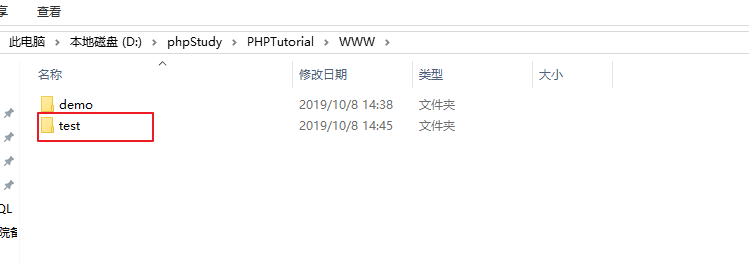 享 查看
此电脑 本地磁盘 (D:) phpStudy PHPTutorial WWW
名称 修改日期 类型 大小
demo 2019/10/8 14:38 文件夹
test 2019/10/8 14:45 文件夹
QL
院备